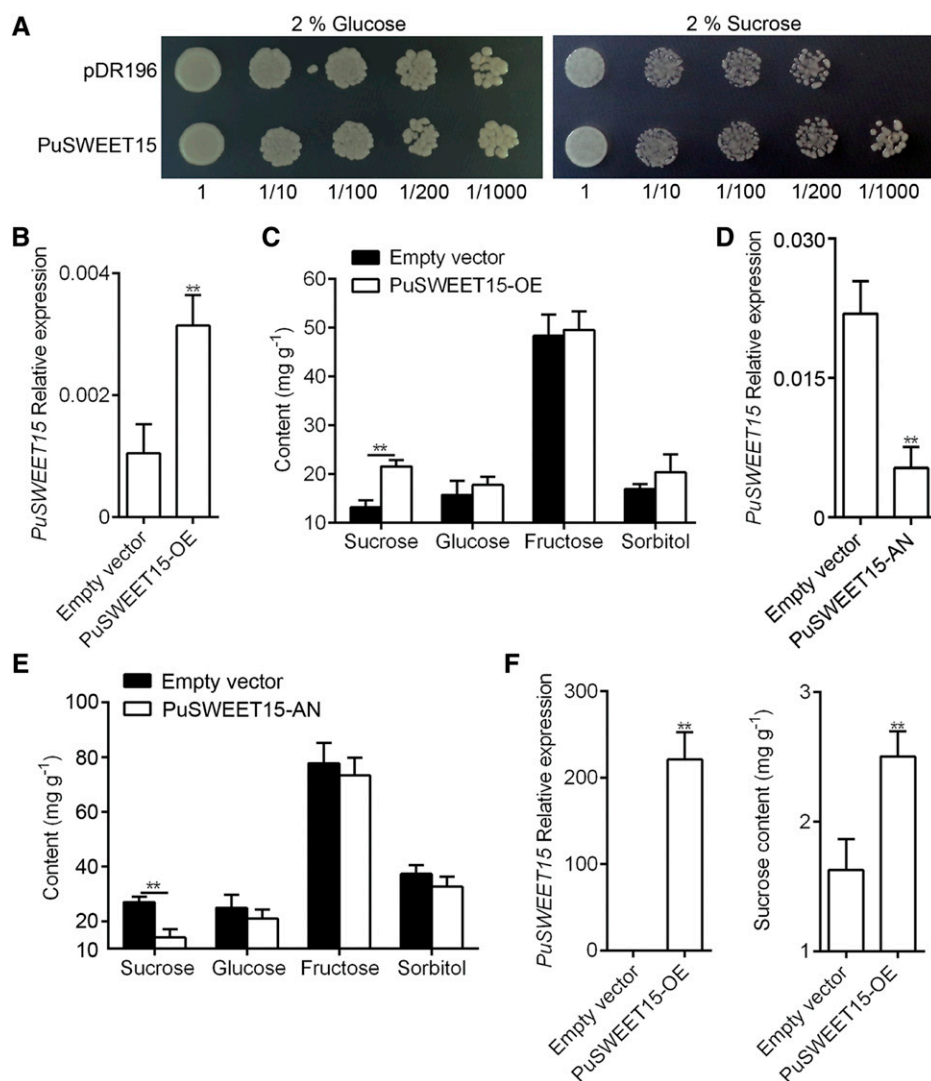 A
2 % Glucose
2 % Sucrose
pDR196
PuSWEET15
1 1/10 1/100 1/200 1/1000
1 1/10 1/100 1/200 1/1000
B
PuSWEET15 Relative expression
0.004
0.002
0
**
Empty vector
PuSWEET15-OE
C
Empty vector
PuSWEET15-OE
Content (mg g-1)
60
50
40
30
20
10
**
Sucrose Glucose Fructose Sorbitol
D
PuSWEET15 Relative expression
0.030
0.015
0
**
Empty vector
PuSWEET15-AN
E
Empty vector
PuSWEET15-AN
Content (mg g-1)
100
80
60
40
20
10
**
Sucrose Glucose Fructose Sorbitol
F
PuSWEET15 Relative expression
300
200
100
0
**
Empty vector
PuSWEET15-OE
Sucrose content (mg g-1)
3
2
1
**
Empty vector
PuSWEET15-OE